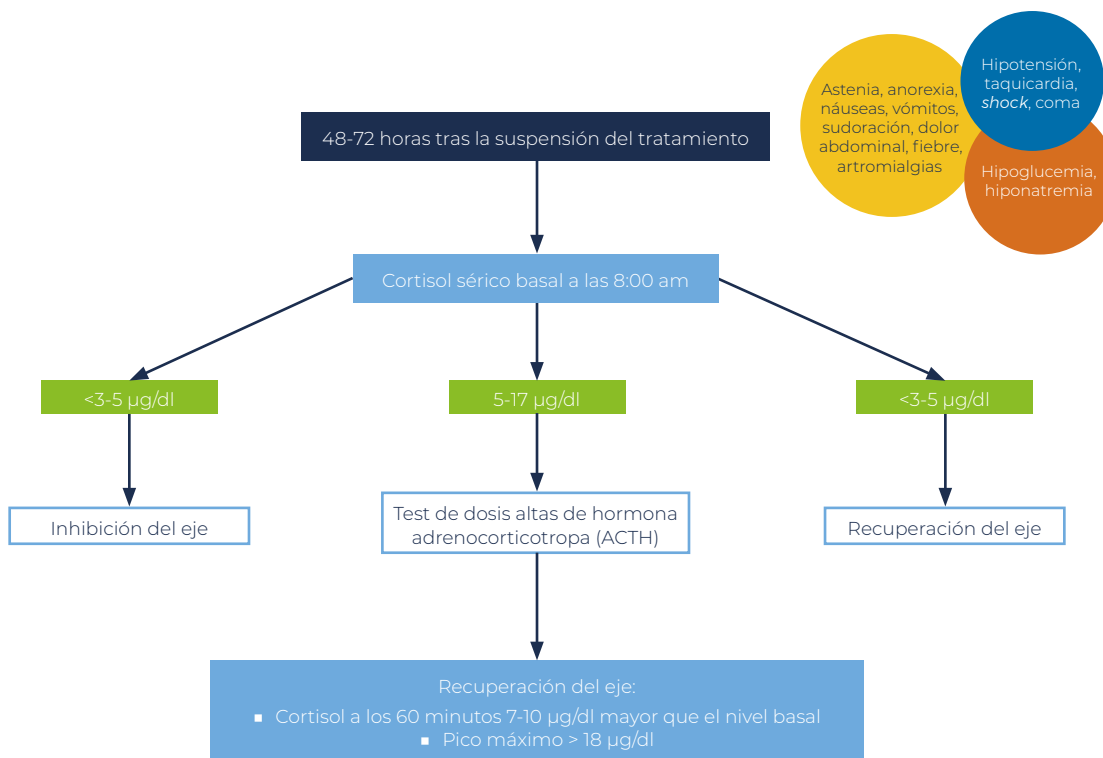 Hipotensión,
taquicardia,
shock, coma
Astenia, anorexia,
náuseas, vómitos,
sudoración, dolor
abdominal, fiebre,
artromialgias
Hipoglucemia,
hiponatremia
48-72 horas tras la suspensión del tratamiento
Cortisol sérico basal a las 8:00 am
<3-5 µg/dl
5-17 µg/dl
<3-5 µg/dl
Inhibición del eje
Test de dosis altas de hormona
adrenocorticotropa (ACTH)
Recuperación del eje
Recuperación del eje:
▪ Cortisol a los 60 minutos 7-10 µg/dl mayor que el nivel basal
▪ Pico máximo > 18 µg/dl